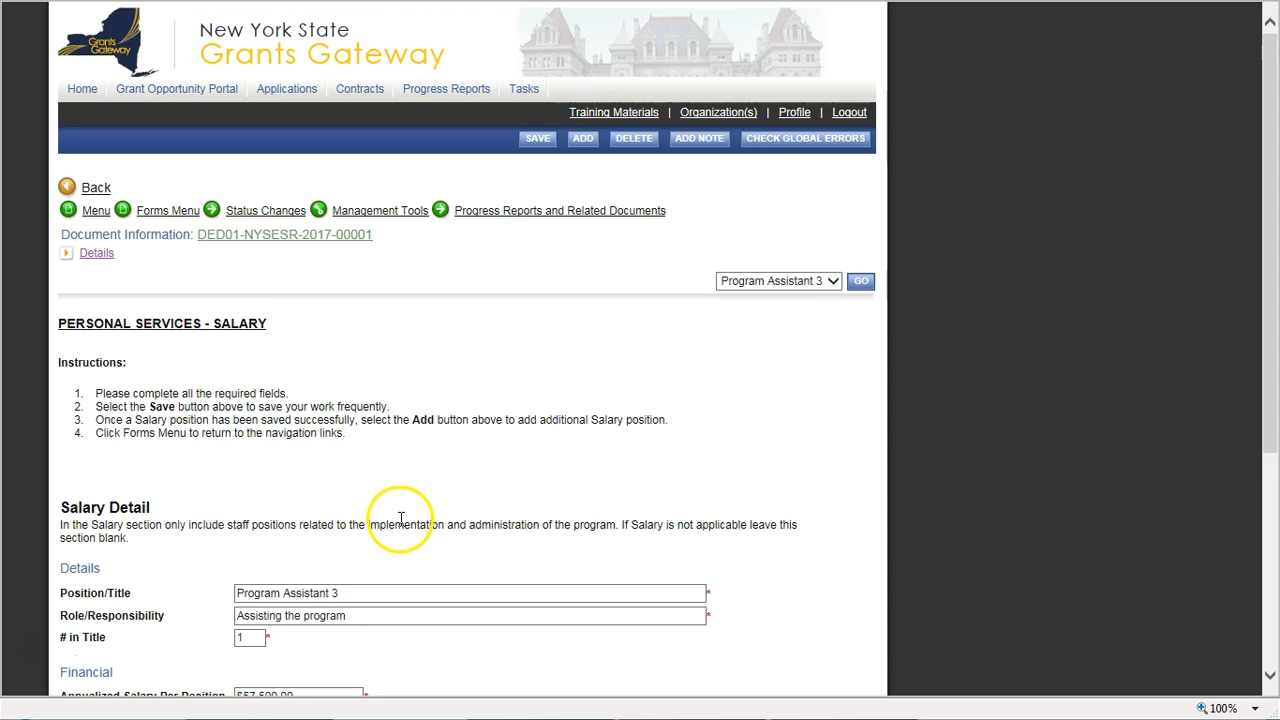 Grants
Gateway
New York State
Grants Gateway
Home
Grant Opportunity Portal
Applications
Contracts
Progress Reports
Tasks
Training Materials | Organization(s) | Profile | Logout
SAVE
ADD
DELETE
ADD NOTE
CHECK GLOBAL ERRORS
Back
Menu
Forms Menu
Status Changes
Management Tools
Progress Reports and Related Documents
Document Information: DED01-NYSESR-2017-00001
Details
Program Assistant 3
GO
PERSONAL SERVICES - SALARY
Instructions:
1. Please complete all the required fields.
2. Select the Save button above to save your work frequently.
3. Once a Salary position has been saved successfully, select the Add button above to add additional Salary position.
4. Click Forms Menu to return to the navigation links.
Salary Detail
In the Salary section only include staff positions related to the implementation and administration of the program. If Salary is not applicable leave this
section blank.
Details
Position/Title Program Assistant 3 *
Role/Responsibility Assisting the program *
# in Title 1 *
Financial
Annualized Salary Per Position $57,500.00 *
100%